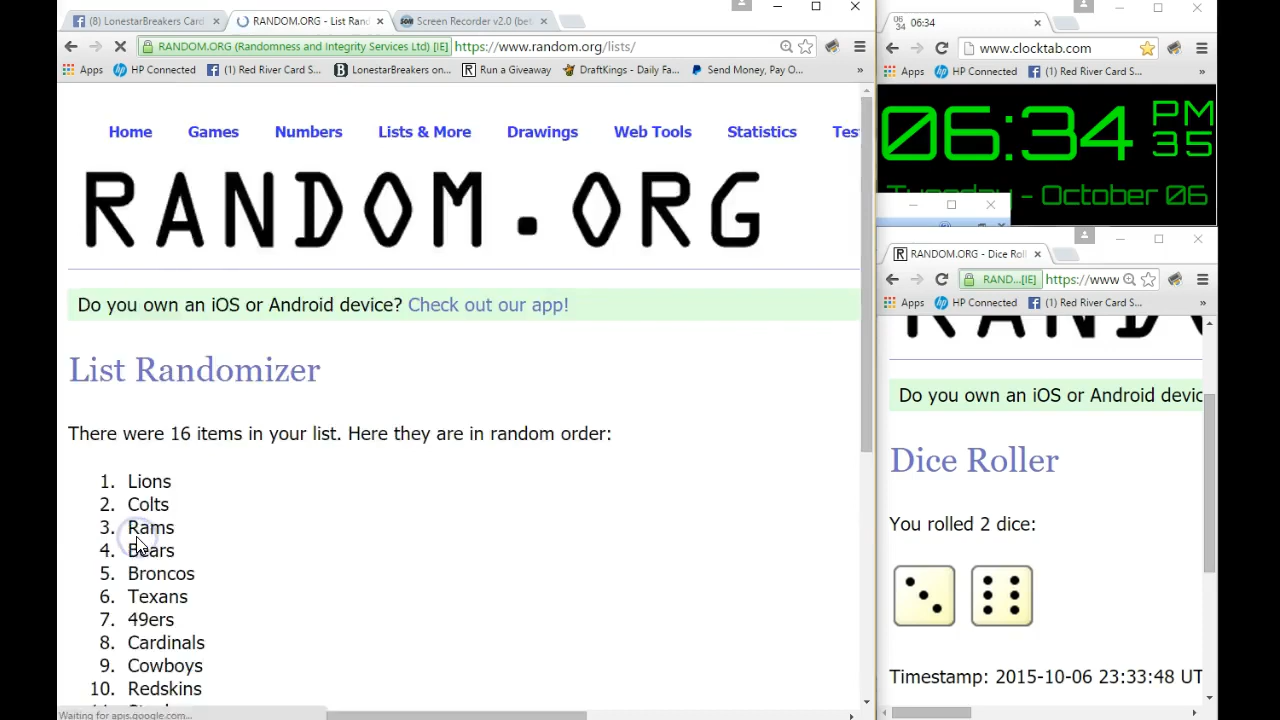 (8) LonestarBreakers Card
RANDOM.ORG - List Rand
Screen Recorder v2.0 (bet
RANDOM.ORG (Randomness and Integrity Services Ltd) [IE]
https://www.random.org/lists/
Apps
HP Connected
(1) Red River Card S...
LonestarBreakers on...
Run a Giveaway
DraftKings - Daily Fa...
Send Money, Pay O...
»
Home
Games
Numbers
Lists & More
Drawings
Web Tools
Statistics
Tes
RANDOM.ORG
Do you own an iOS or Android device? Check out our app!
List Randomizer
There were 16 items in your list. Here they are in random order:
1. Lions
2. Colts
3. Rams
4. Bears
5. Broncos
6. Texans
7. 49ers
8. Cardinals
9. Cowboys
10. Redskins
Waiting for apis.google.com...
06:34
06:34
www.clocktab.com
Apps
HP Connected
(1) Red River Card S...
»
06:34 PM
35
Tuesday - October 06
RANDOM.ORG - Dice Roll
RAND...[IE]
https://www
Apps
HP Connected
(1) Red River Card S...
»
Do you own an iOS or Android devic
Dice Roller
You rolled 2 dice:
Timestamp: 2015-10-06 23:33:48 UT